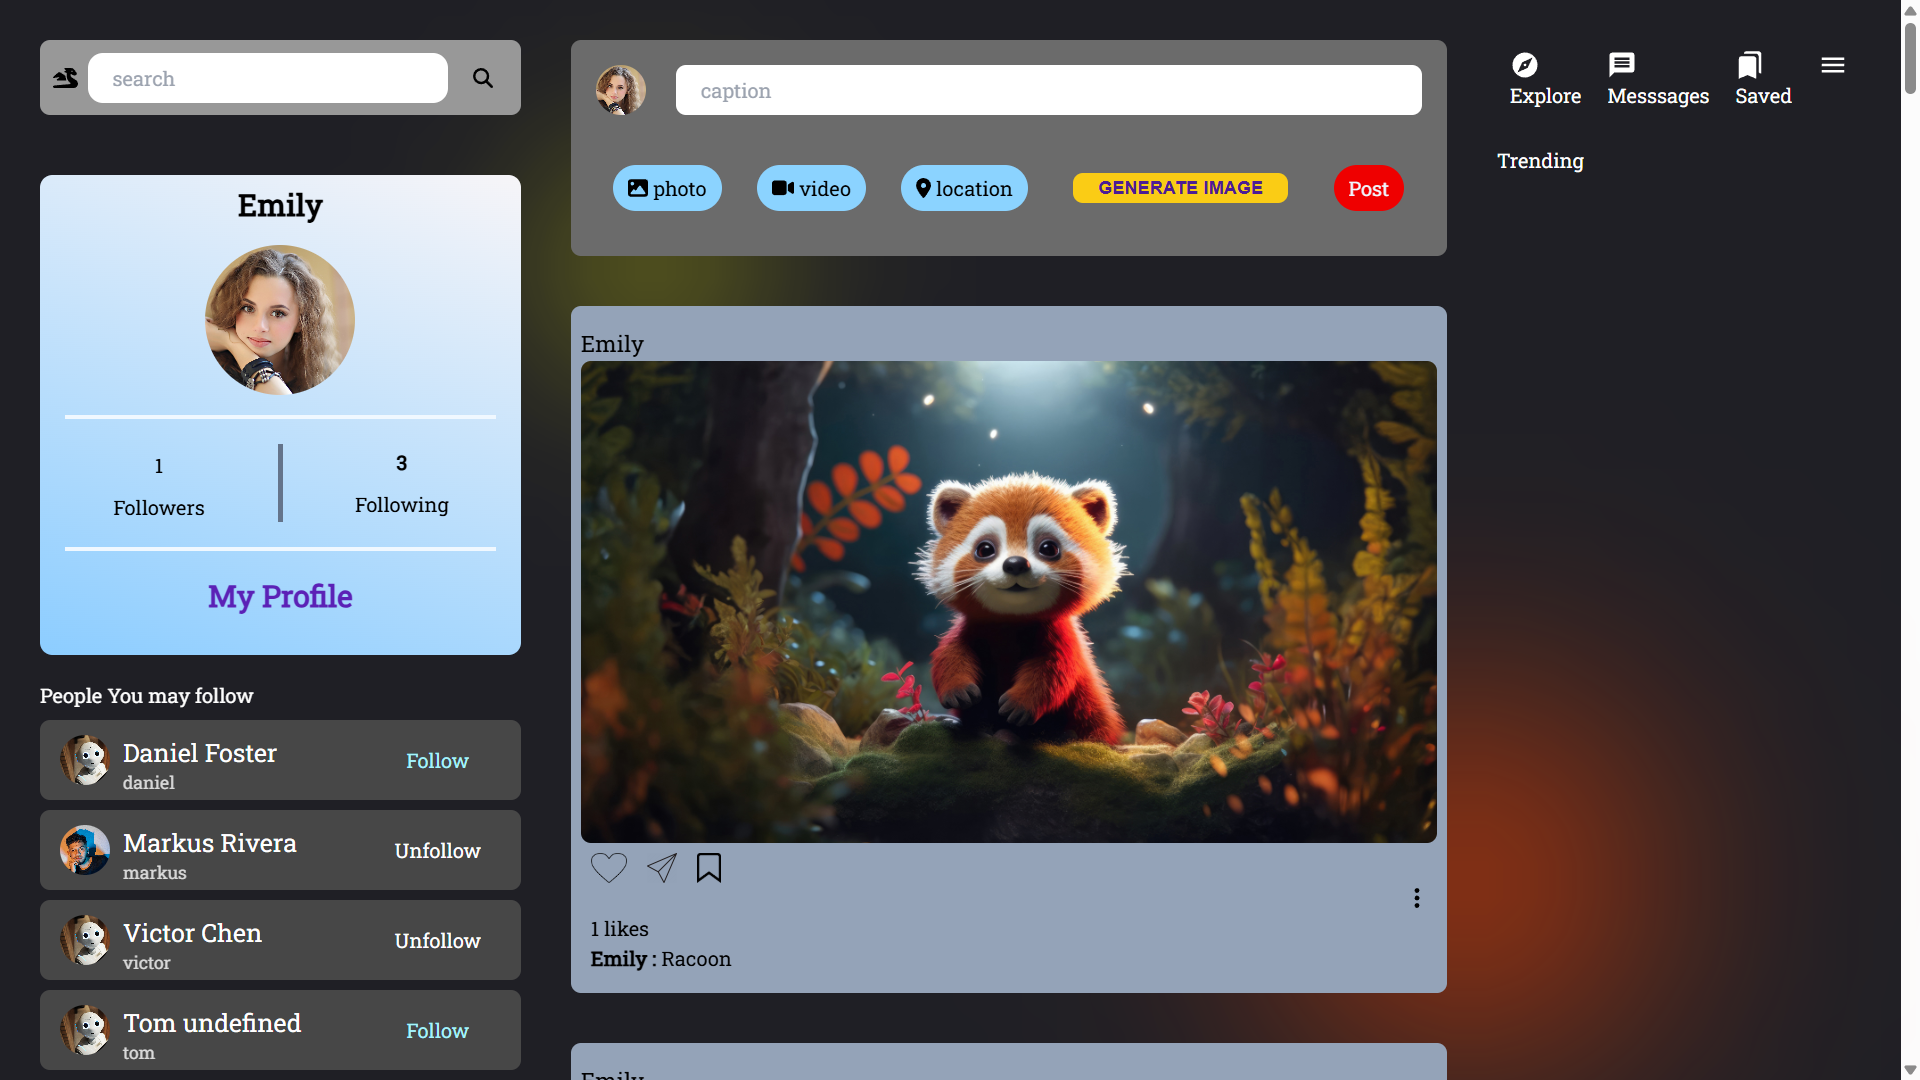 search
Emily
1
Followers
3
Following
My Profile
People You may follow
Daniel Foster
daniel
Follow
Markus Rivera
markus
Unfollow
Victor Chen
victor
Unfollow
Tom undefined
tom
Follow
caption
photo
video
location
GENERATE IMAGE
Post
Emily
1 likes
Emily : Racoon
Emily
Explore
Messsages
Saved
Trending